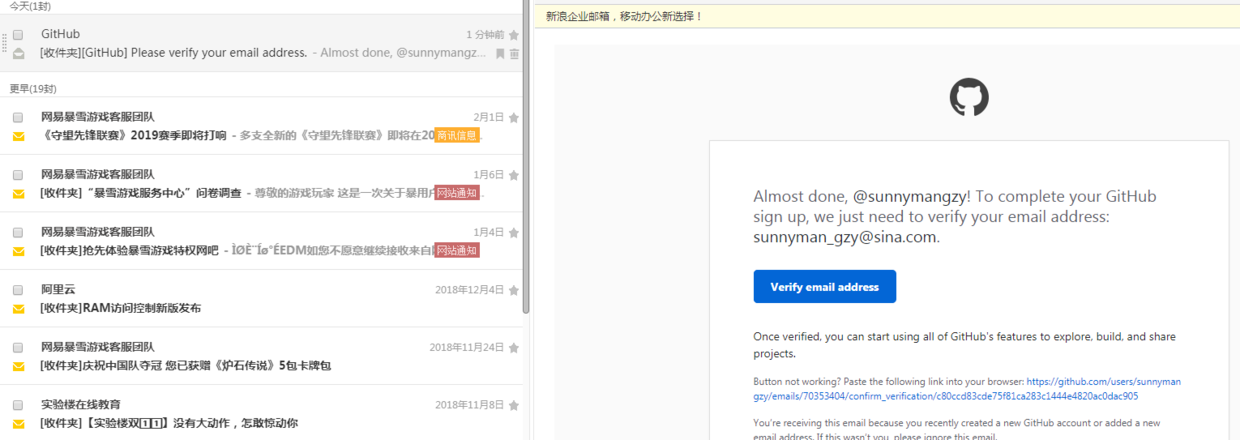 今天(1封)
GitHub 1 分钟前
[收件夹][GitHub] Please verify your email address. - Almost done, @sunnymangz...
更早(19封)
网易暴雪游戏客服团队 2月1日
《守望先锋联赛》2019赛季即将打响 - 多支全新的《守望先锋联赛》即将在20 商讯信息
网易暴雪游戏客服团队 1月6日
[收件夹]“暴雪游戏服务中心”问卷调查 - 尊敬的游戏玩家 这是一次关于暴用户 网站通知
网易暴雪游戏客服团队 1月4日
[收件夹]抢先体验暴雪游戏特权网吧 - ÌØÈ¨Íø°ÉEDM如您不愿意继续接收来自 网站通知
阿里云 2018年12月4日
[收件夹]RAM访问控制新版发布
网易暴雪游戏客服团队 2018年11月24日
[收件夹]庆祝中国队夺冠 您已获赠《炉石传说》5包卡牌包
实验楼在线教育 2018年11月8日
[收件夹]【实验楼双1️1️】没有大动作，怎敢惊动你
新浪企业邮箱，移动办公新选择！
Almost done, @sunnymangzy! To complete your GitHub
sign up, we just need to verify your email address:
sunnyman_gzy@sina.com.
Verify email address
Once verified, you can start using all of GitHub's features to explore, build, and share
projects.
Button not working? Paste the following link into your browser: https://github.com/users/sunnyman
gzy/emails/70353404/confirm_verification/c80ccd83cde75f81ca283c1444e4820ac0dac905
You're receiving this email because you recently created a new GitHub account or added a new
email address. If this wasn't you, please ignore this email.